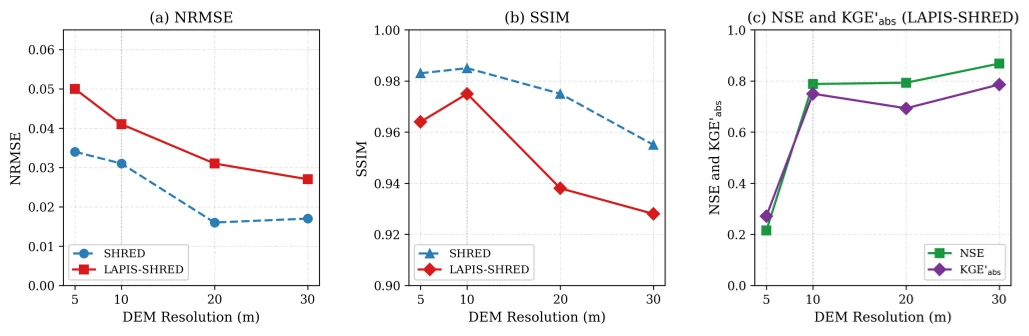 (a) NRMSE
0.06
0.05
0.04
0.03
0.02
0.01
0.00
NRMSE
SHRED
LAPIS-SHRED
5 10 20 30
DEM Resolution (m)
(b) SSIM
1.00
0.98
0.96
0.94
0.92
0.90
SSIM
SHRED
LAPIS-SHRED
5 10 20 30
DEM Resolution (m)
(c) NSE and KGE'abs (LAPIS-SHRED)
1.0
0.8
0.6
0.4
0.2
0.0
NSE and KGE'abs
NSE
KGE'abs
5 10 20 30
DEM Resolution (m)